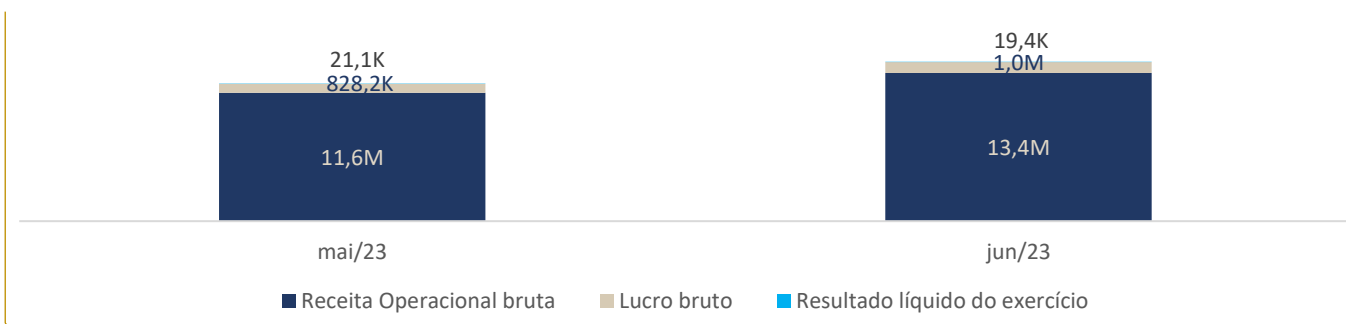 21,1K
828,2K
11,6M
19,4K
1,0M
13,4M
mai/23
jun/23
Receita Operacional bruta
Lucro bruto
Resultado líquido do exercício